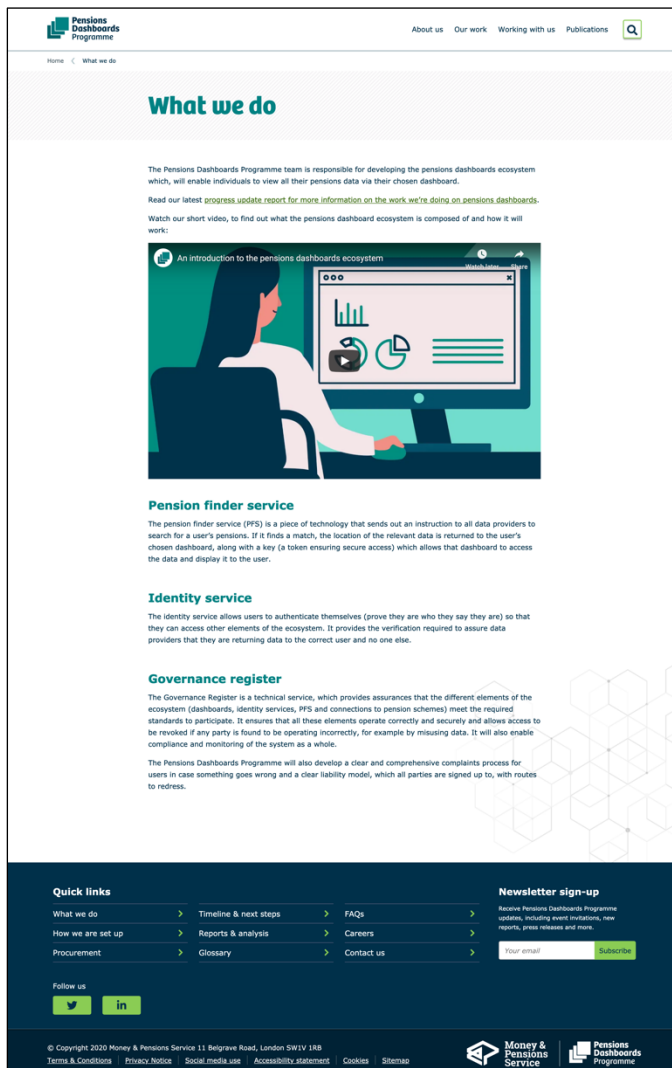 Pensions
Dashboards
Programme
About us Our work Working with us Publications
Home What we do
What we do
The Pensions Dashboards Programme team is responsible for developing the pensions dashboards ecosystem
which, will enable individuals to view all their pensions data via their chosen dashboard.
Read our latest progress update report for more information on the work we're doing on pensions dashboards.
Watch our short video, to find out what the pensions dashboard ecosystem is composed of and how it will
work:
An introduction to the pensions dashboards ecosystem
Watch later Share
Pension finder service
The pension finder service (PFS) is a piece of technology that sends out an instruction to all data providers to
search for a user's pensions. If it finds a match, the location of the relevant data is returned to the user's
chosen dashboard, along with a key (a token ensuring secure access) which allows that dashboard to access
the data and display it to the user.
Identity service
The identity service allows users to authenticate themselves (prove they are who they say they are) so that
they can access other elements of the ecosystem. It provides the verification required to assure data
providers that they are returning data to the correct user and no one else.
Governance register
The Governance Register is a technical service, which provides assurances that the different elements of the
ecosystem (dashboards, identity services, PFS and connections to pension schemes) meet the required
standards to participate. It ensures that all these elements operate correctly and securely and allows access to
be revoked if any party is found to be operating incorrectly, for example by misusing data. It will also enable
compliance and monitoring of the system as a whole.
The Pensions Dashboards Programme will also develop a clear and comprehensive complaints process for
users in case something goes wrong and a clear liability model, which all parties are signed up to, with routes
to redress.
Quick links
What we do
How we are set up
Procurement
Timeline & next steps
Reports & analysis
Glossary
FAQs
Careers
Contact us
Newsletter sign-up
Receive Pensions Dashboards Programme
updates, including event invitations, new
reports, press releases and more.
Your email Subscribe
Follow us
in
© Copyright 2020 Money & Pensions Service 11 Belgrave Road, London SW1V 1RB
Terms & Conditions Privacy Notice Social media use Accessibility statement Cookies Sitemap
Money &
Pensions
Service
Pensions
Dashboards
Programme